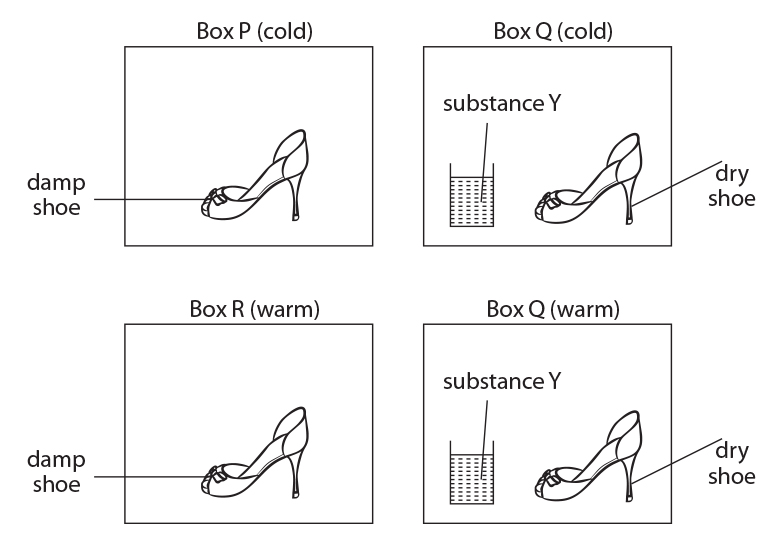 Box P (cold)
Box Q (cold)
substance Y
damp
shoe
dry
shoe
Box R (warm)
Box Q (warm)
substance Y
damp
shoe
dry
shoe